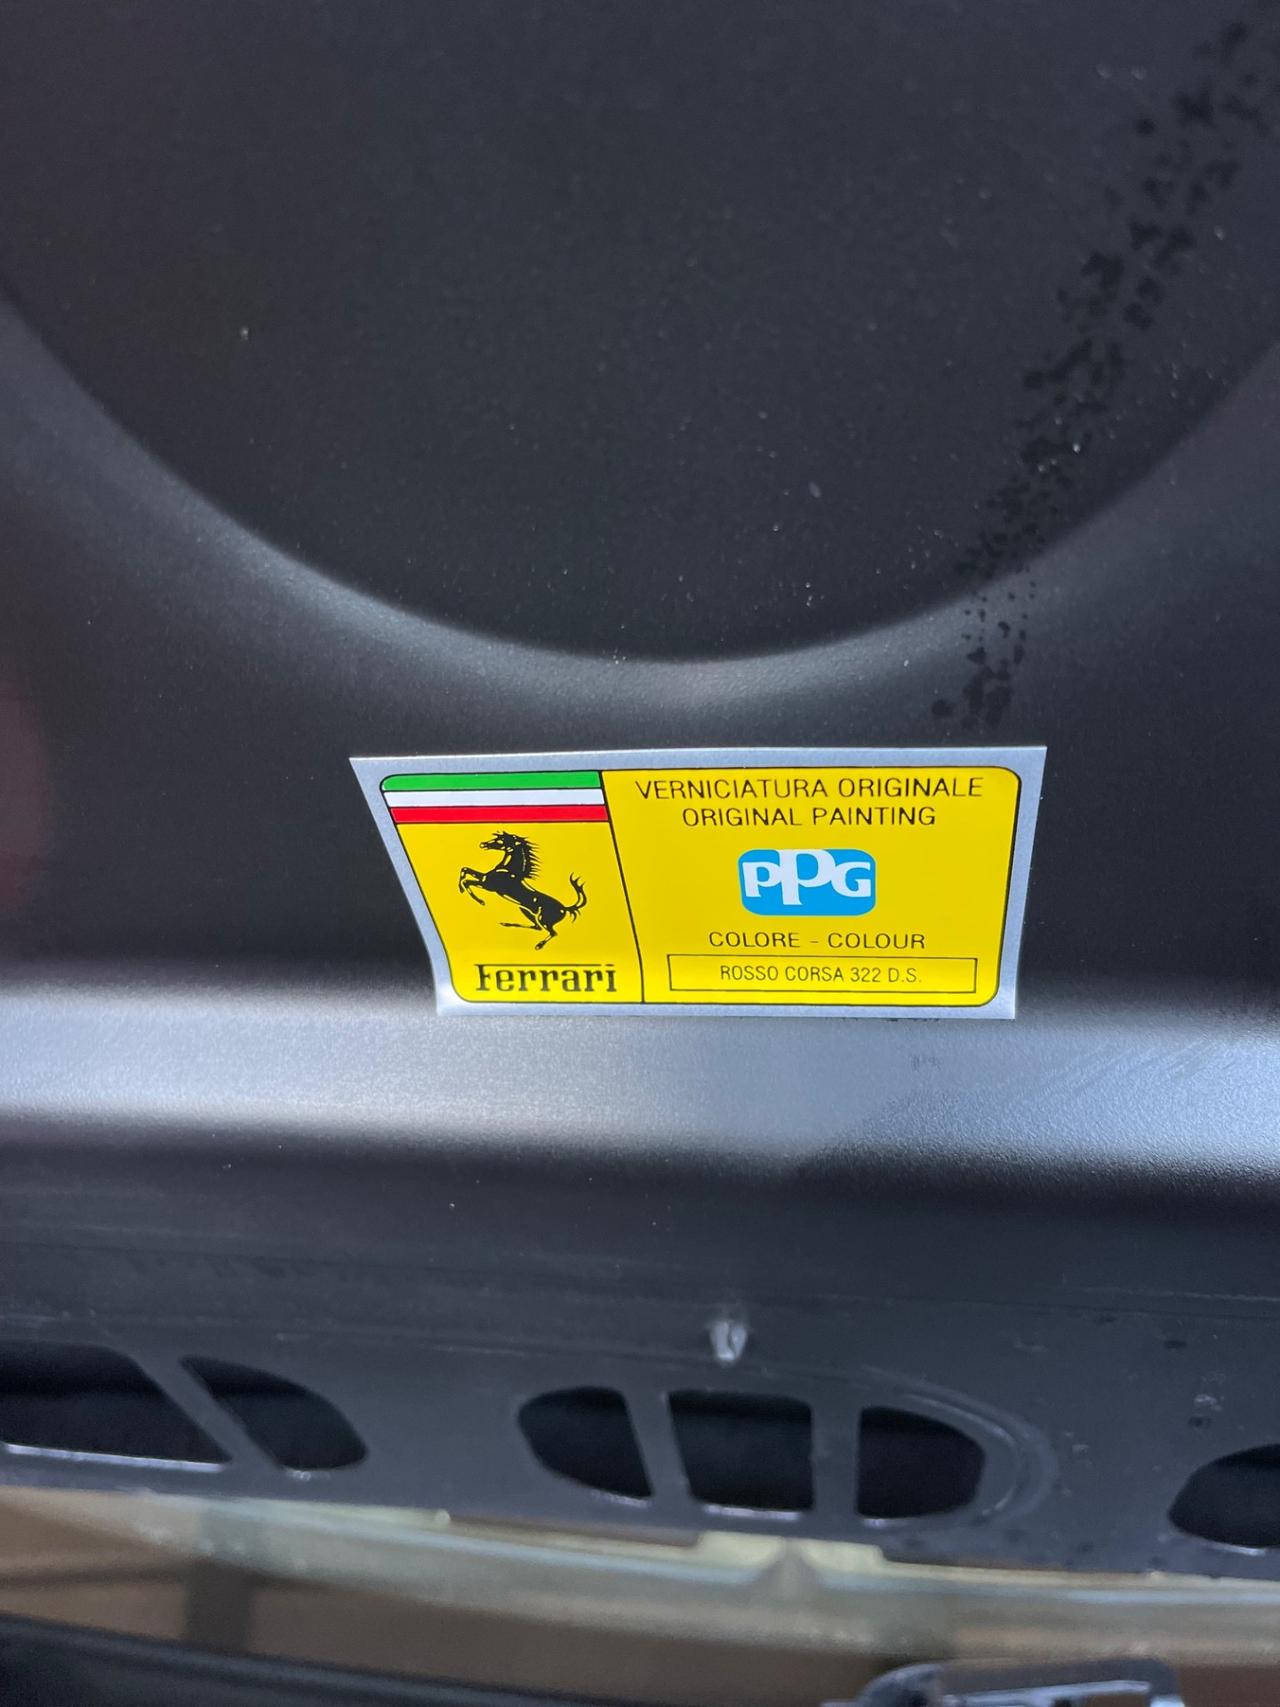 VERNICIATURA ORIGINALE
ORIGINAL PAINTING
PPG
COLORE - COLOUR
ROSSO CORSA 322 D.S.
Ferrari